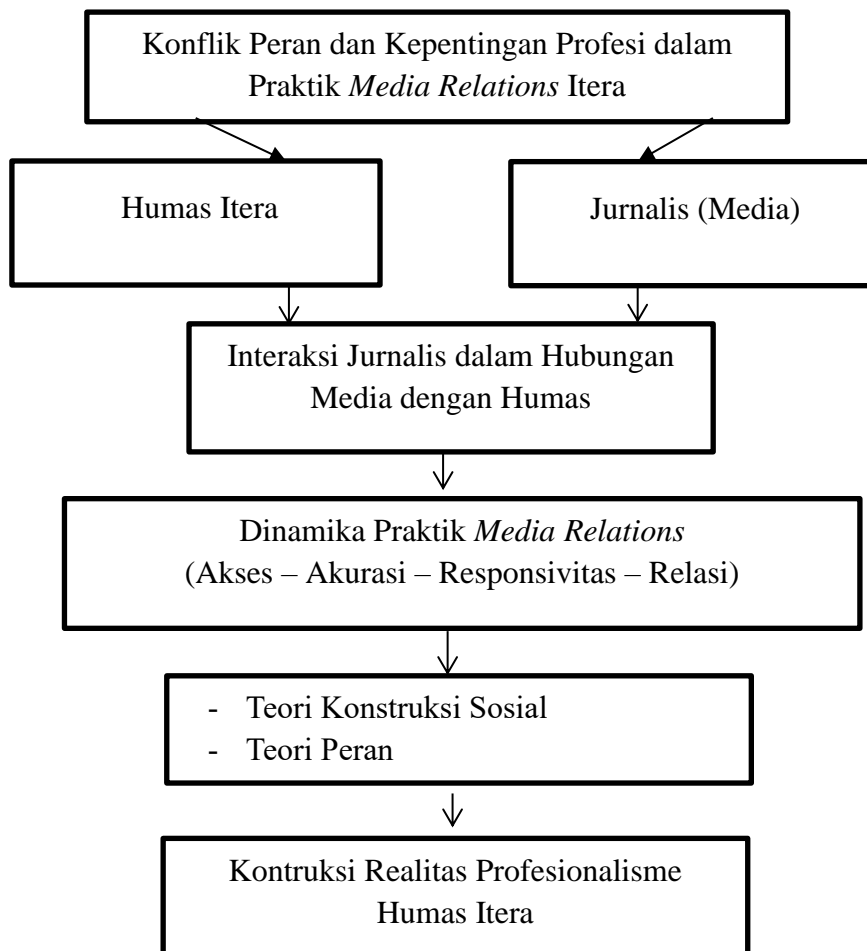 Konflik Peran dan Kepentingan Profesi dalam
Praktik Media Relations Itera
Humas Itera
Jurnalis (Media)
Interaksi Jurnalis dalam Hubungan
Media dengan Humas
Dinamika Praktik Media Relations
(Akses – Akurasi – Responsivitas – Relasi)
- Teori Konstruksi Sosial
- Teori Peran
Kontruksi Realitas Profesionalisme
Humas Itera